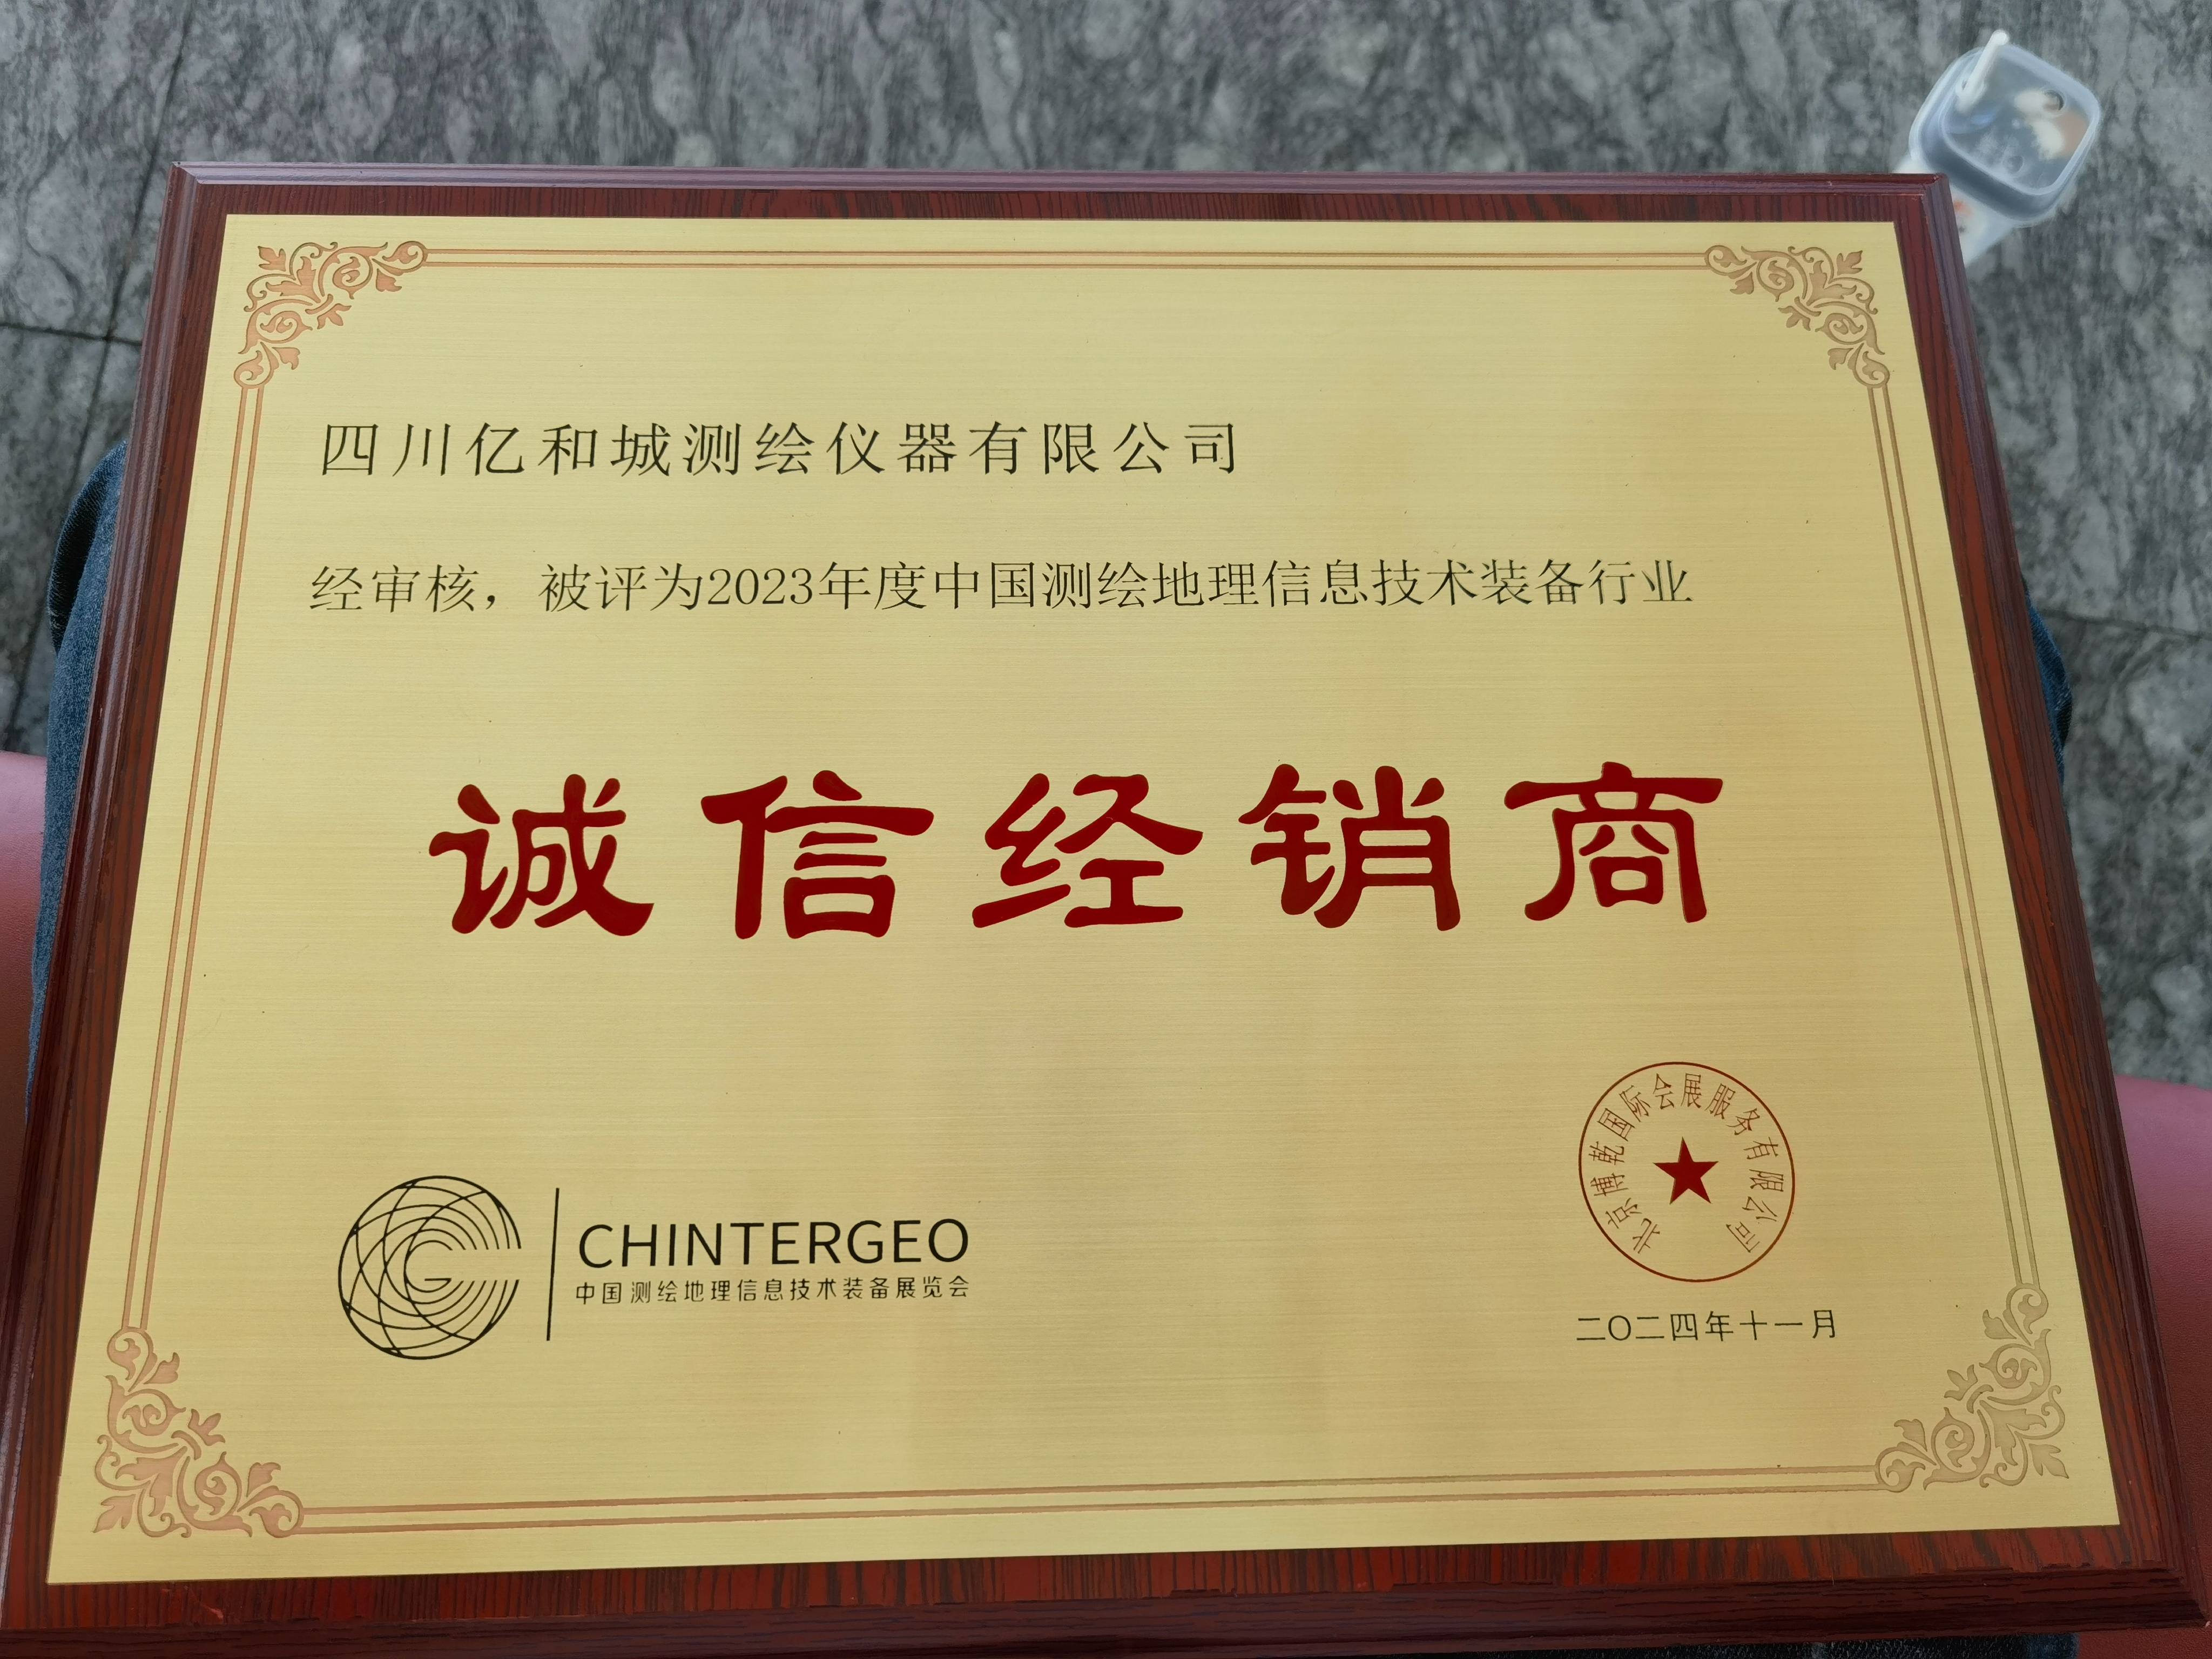 四川亿和城测绘仪器有限公司
经审核，被评为2023年度中国测绘地理信息技术装备行业
诚信经销商
CHINTERGEO
中国测绘地理信息技术装备展览会
北京博乾国际会展服务有限公司
二〇二四年十一月